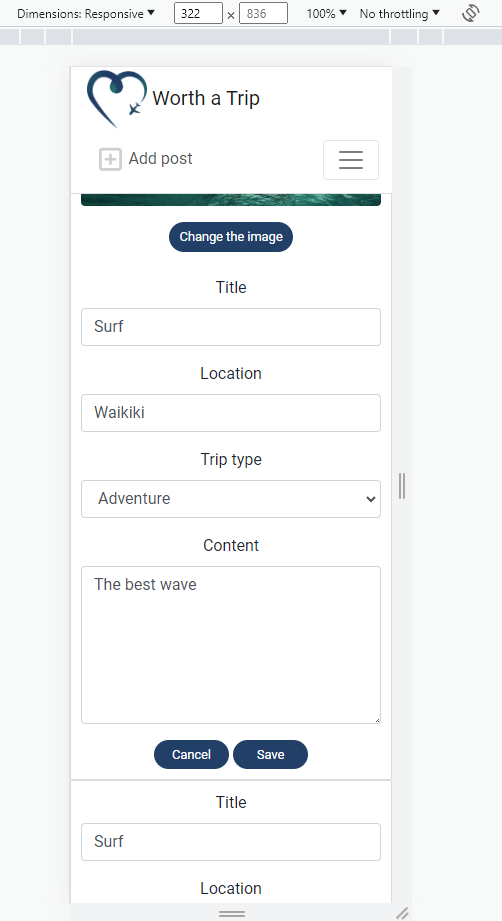 Dimensions: Responsive ▼ 322 × 836 100% ▼ No throttling ▼
Worth a Trip
Add post
Change the image
Title
Surf
Location
Waikiki
Trip type
Adventure
Content
The best wave
Cancel Save
Title
Surf
Location